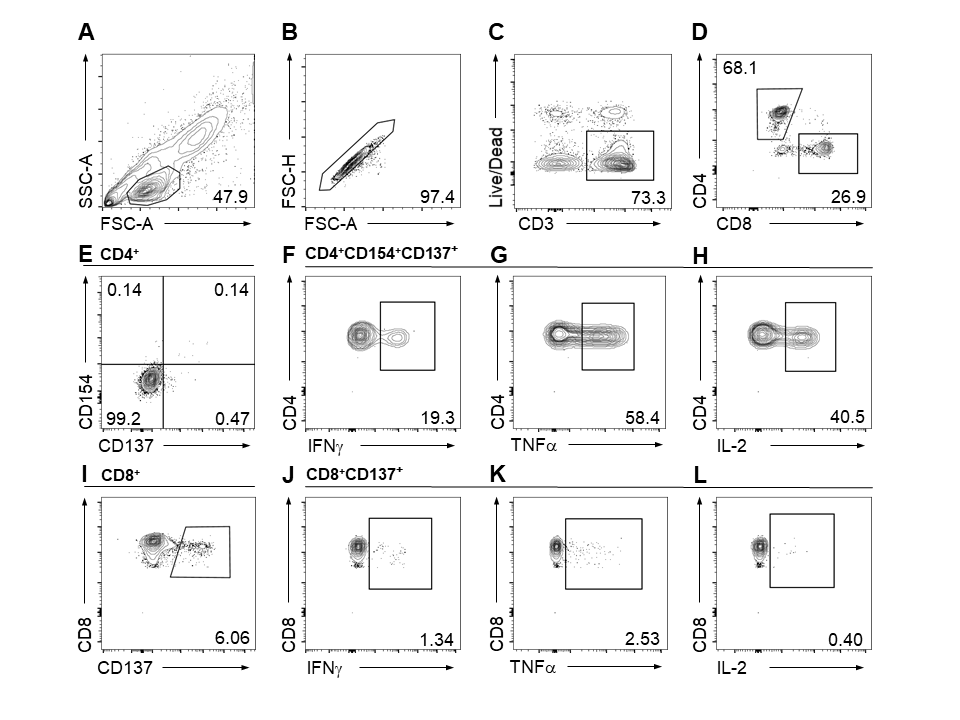 A
SSC-A
47.9
FSC-A
B
FSC-H
97.4
FSC-A
C
Live/Dead
73.3
CD3
D
68.1
CD4
26.9
CD8
E CD4⁺
0.14 0.14
CD154
99.2 0.47
CD137
F CD4⁺CD154⁺CD137⁺
CD4
19.3
IFNγ
G
CD4
58.4
TNFα
H
CD4
40.5
IL-2
I CD8⁺
CD8
6.06
CD137
J CD8⁺CD137⁺
CD8
1.34
IFNγ
K
CD8
2.53
TNFα
L
CD8
0.40
IL-2